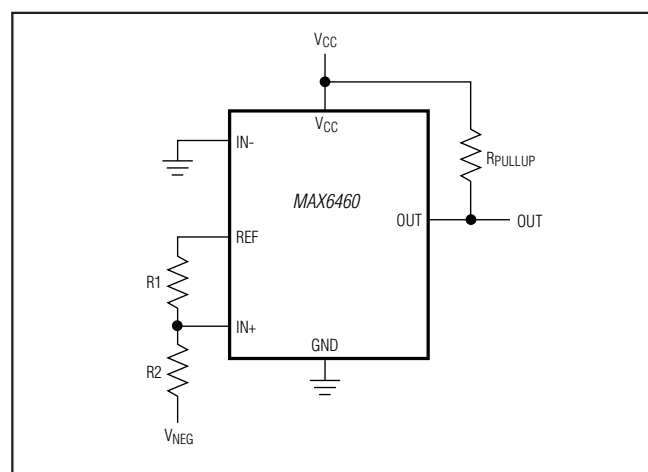 VCC
VCC
IN-
RPULLUP
MAX6460
OUT
OUT
REF
R1
IN+
GND
R2
VNEG